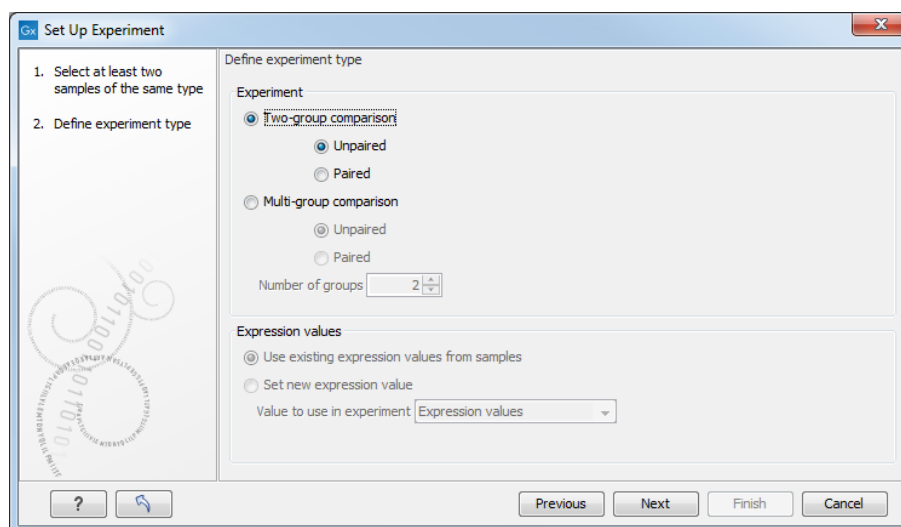 Gx Set Up Experiment
1. Select at least two
samples of the same type
2. Define experiment type
Define experiment type
Experiment
Two-group comparison
Unpaired
Paired
Multi-group comparison
Unpaired
Paired
Number of groups 2
Expression values
Use existing expression values from samples
Set new expression value
Value to use in experiment Expression values
? Previous Next Finish Cancel